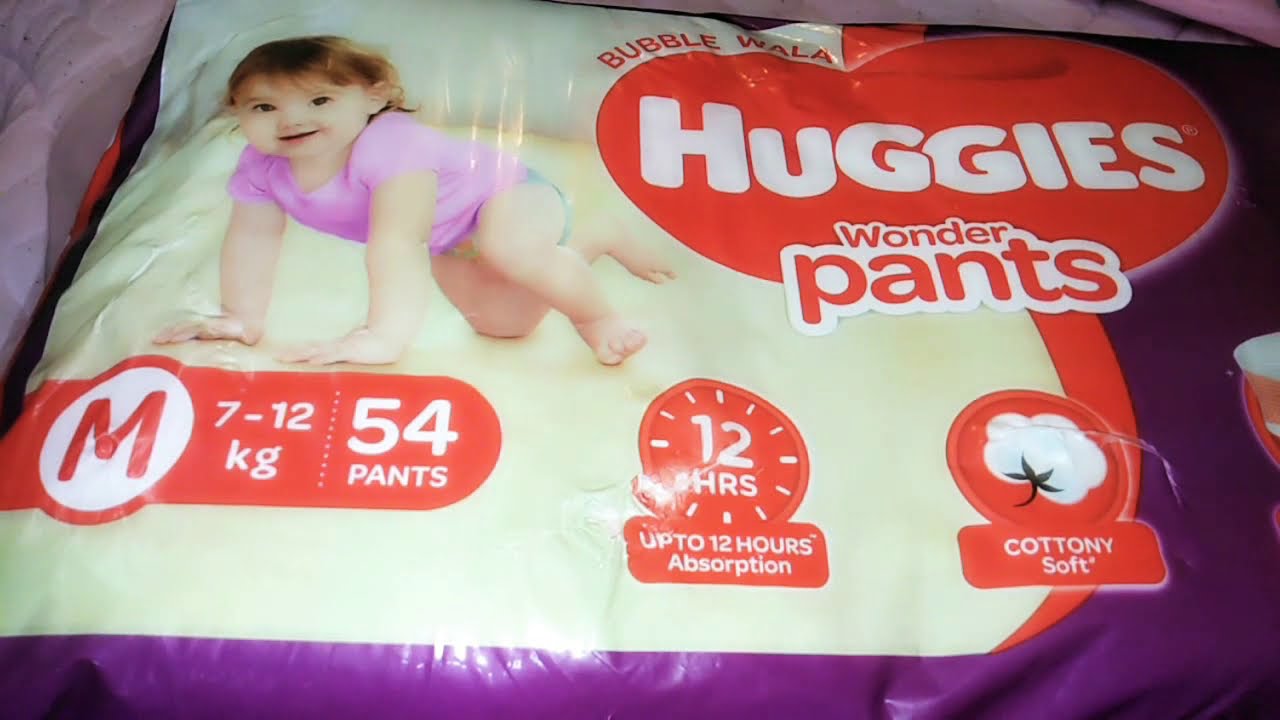 BUBBLE WALA
HUGGIES®
Wonder
pants
M
7-12
kg
54
PANTS
12
HRS
UPTO 12 HOURS
Absorption
COTTONY
Soft